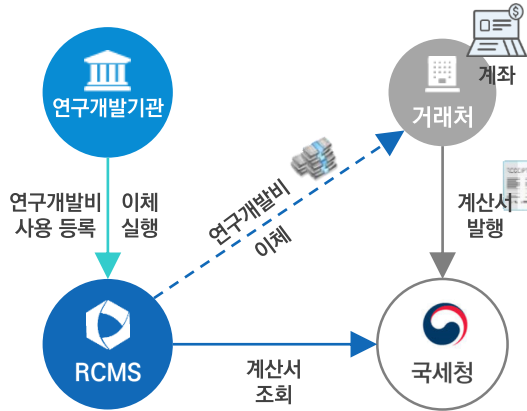 연구개발기관
계좌
거래처
연구개발비
사용 등록
이체
실행
연구개발비
이체
계산서
발행
RCMS
계산서
조회
국세청